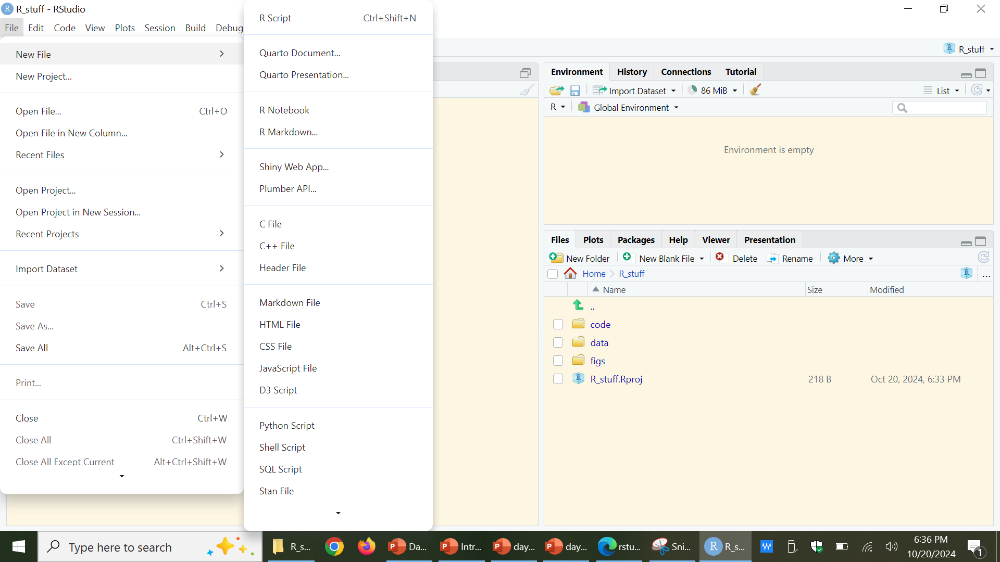 R R_stuff - RStudio
File Edit Code View Plots Session Build Debug
New File
New Project...
Open File... Ctrl+O
Open File in New Column...
Recent Files
Open Project...
Open Project in New Session...
Recent Projects
Import Dataset
Save Ctrl+S
Save As...
Save All Alt+Ctrl+S
Print...
Close Ctrl+W
Close All Ctrl+Shift+W
Close All Except Current Alt+Ctrl+Shift+W
R Script Ctrl+Shift+N
Quarto Document...
Quarto Presentation...
R Notebook
R Markdown...
Shiny Web App...
Plumber API...
C File
C++ File
Header File
Markdown File
HTML File
CSS File
JavaScript File
D3 Script
Python Script
Shell Script
SQL Script
Stan File
R R_stuff
Environment History Connections Tutorial
Import Dataset 86 MiB List
R Global Environment
Environment is empty
Files Plots Packages Help Viewer Presentation
New Folder New Blank File Delete Rename More
Home R_stuff R ...
Name Size Modified
..
code
data
figs
R R_stuff.Rproj 218 B Oct 20, 2024, 6:33 PM
Type here to search R_s... P Da... P Intr... P day... P day... rstu... Sni... R R_s... W
6:36 PM
10/20/2024
1